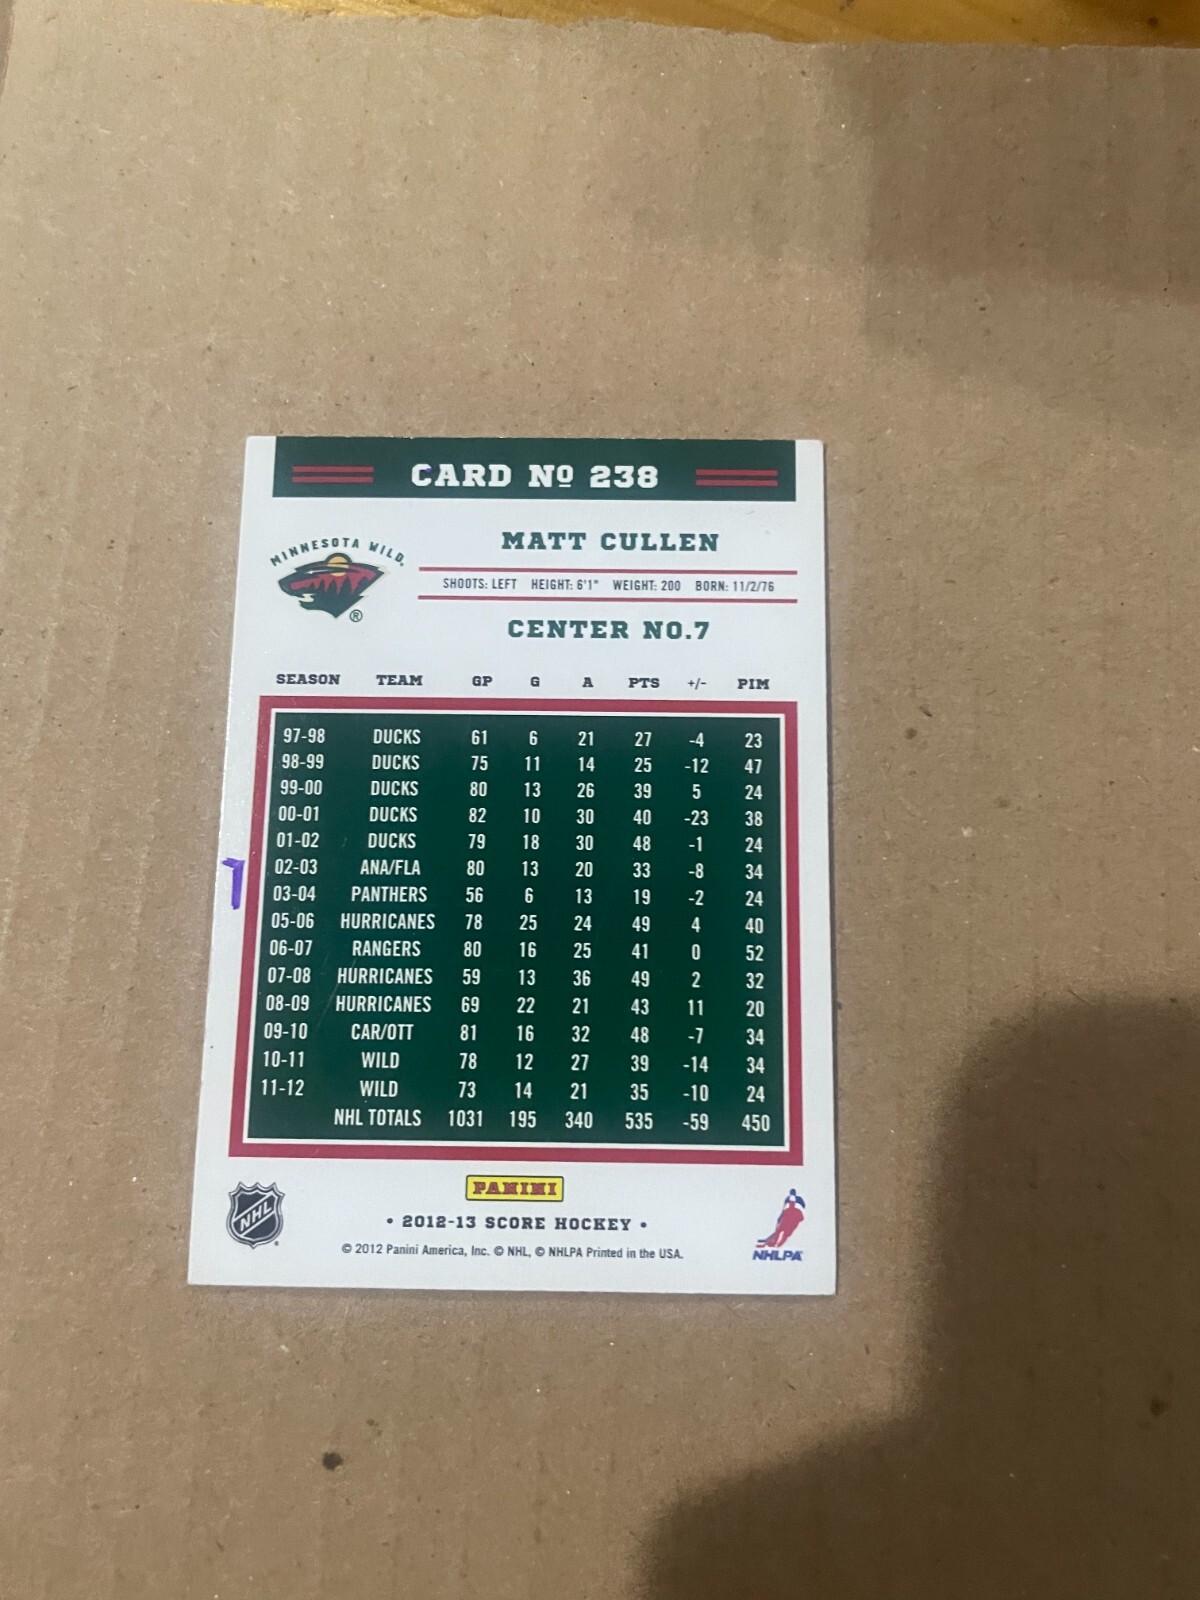 CARD Nº 238
MINNESOTA WILD.
®
MATT CULLEN
SHOOTS: LEFT HEIGHT: 6'1" WEIGHT: 200 BORN: 11/2/76
CENTER NO.7
SEASON TEAM GP G A PTS +/- PIM
97-98 DUCKS 61 6 21 27 -4 23
98-99 DUCKS 75 11 14 25 -12 47
99-00 DUCKS 80 13 26 39 5 24
00-01 DUCKS 82 10 30 40 -23 38
01-02 DUCKS 79 18 30 48 -1 24
02-03 ANA/FLA 80 13 20 33 -8 34
03-04 PANTHERS 56 6 13 19 -2 24
05-06 HURRICANES 78 25 24 49 4 40
06-07 RANGERS 80 16 25 41 0 52
07-08 HURRICANES 59 13 36 49 2 32
08-09 HURRICANES 69 22 21 43 11 20
09-10 CAR/OTT 81 16 32 48 -7 34
10-11 WILD 78 12 27 39 -14 34
11-12 WILD 73 14 21 35 -10 24
NHL TOTALS 1031 195 340 535 -59 450
PANINI
NHL
• 2012-13 SCORE HOCKEY •
© 2012 Panini America, Inc. © NHL, © NHLPA Printed in the USA.
NHLPA